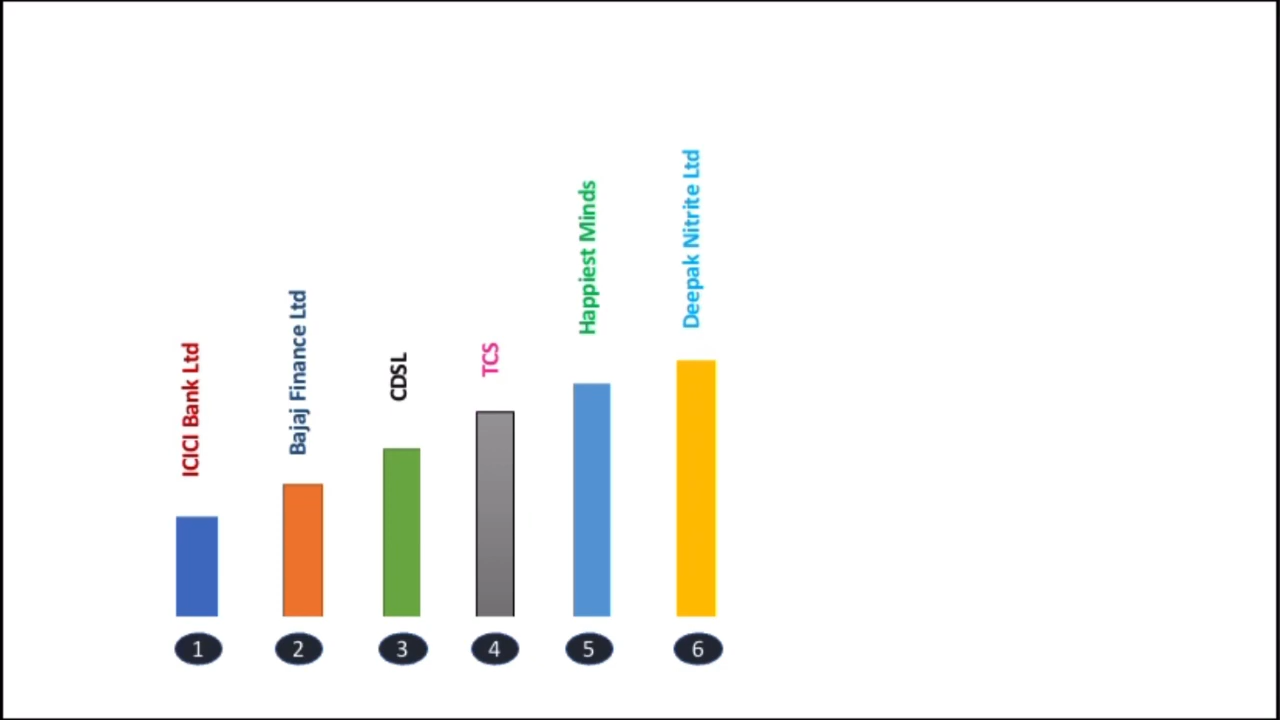 ICICI Bank Ltd
Bajaj Finance Ltd
CDSL
TCS
Happiest Minds
Deepak Nitrite Ltd
1
2
3
4
5
6